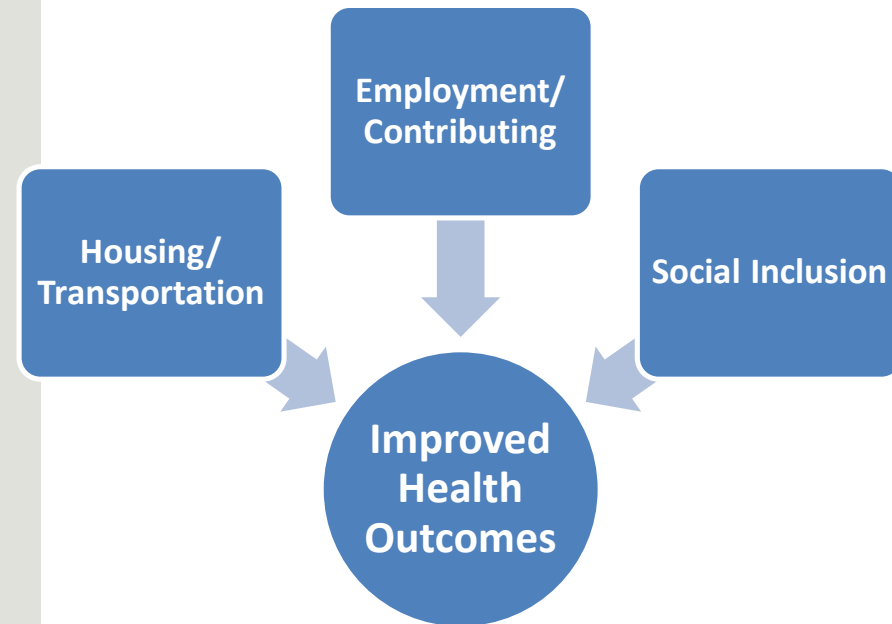 Employment/
Contributing
Housing/
Transportation
Social Inclusion
Improved
Health
Outcomes